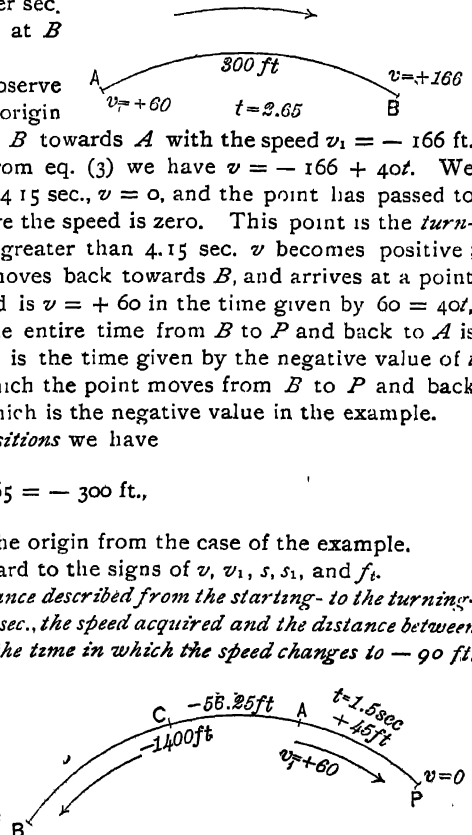 er sec.
at B
observe
origin
A 300 ft B
v₁=+60 t=2.65 v=+166
B towards A with the speed v₁ = − 166 ft.
rom eq. (3) we have v = − 166 + 40t. We
4 15 sec., v = 0, and the point has passed to
re the speed is zero. This point is the turn-
greater than 4.15 sec. v becomes positive ;
noves back towards B, and arrives at a point
d is v = + 60 in the time given by 60 = 40t,
e entire time from B to P and back to A is
is the time given by the negative value of t
hich the point moves from B to P and back
hich is the negative value in the example.
sitions we have
65 = − 300 ft.,
he origin from the case of the example.
ard to the signs of v, v₁, s, s₁, and fₜ.
ance described from the starting- to the turning-
sec., the speed acquired and the distance between
he time in which the speed changes to − 90 ft.
C −56.25ft A t=1.5sec
+45ft
−1400ft v₁=+60 v=0
P
B